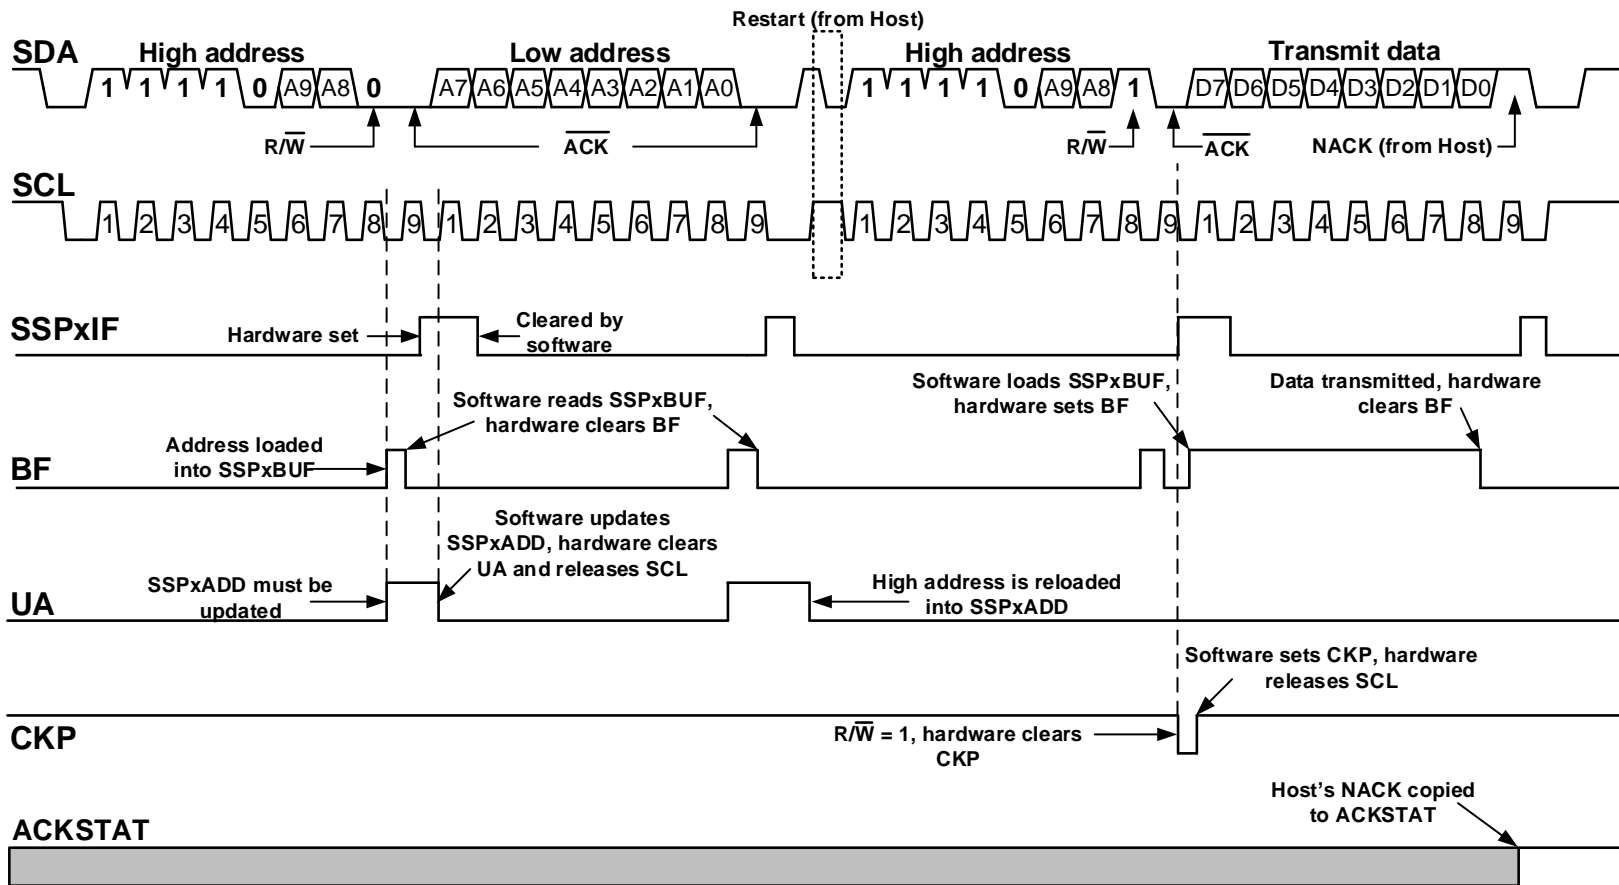 Restart (from Host)
SDA
High address
Low address
High address
Transmit data
1 1 1 1 0 A9 A8 0 A7 A6 A5 A4 A3 A2 A1 A0 1 1 1 1 0 A9 A8 1 D7 D6 D5 D4 D3 D2 D1 D0
R/W̅
A̅C̅K̅
R/W̅
A̅C̅K̅
NACK (from Host)
SCL
1 2 3 4 5 6 7 8 9 1 2 3 4 5 6 7 8 9 1 2 3 4 5 6 7 8 9 1 2 3 4 5 6 7 8 9
SSPxIF
Hardware set
Cleared by
software
Software loads SSPxBUF,
hardware sets BF
Data transmitted, hardware
clears BF
Software reads SSPxBUF,
hardware clears BF
BF
Address loaded
into SSPxBUF
Software updates
SSPxADD, hardware clears
UA and releases SCL
UA
SSPxADD must be
updated
High address is reloaded
into SSPxADD
Software sets CKP, hardware
releases SCL
CKP
R/W̅ = 1, hardware clears
CKP
Host's NACK copied
to ACKSTAT
ACKSTAT